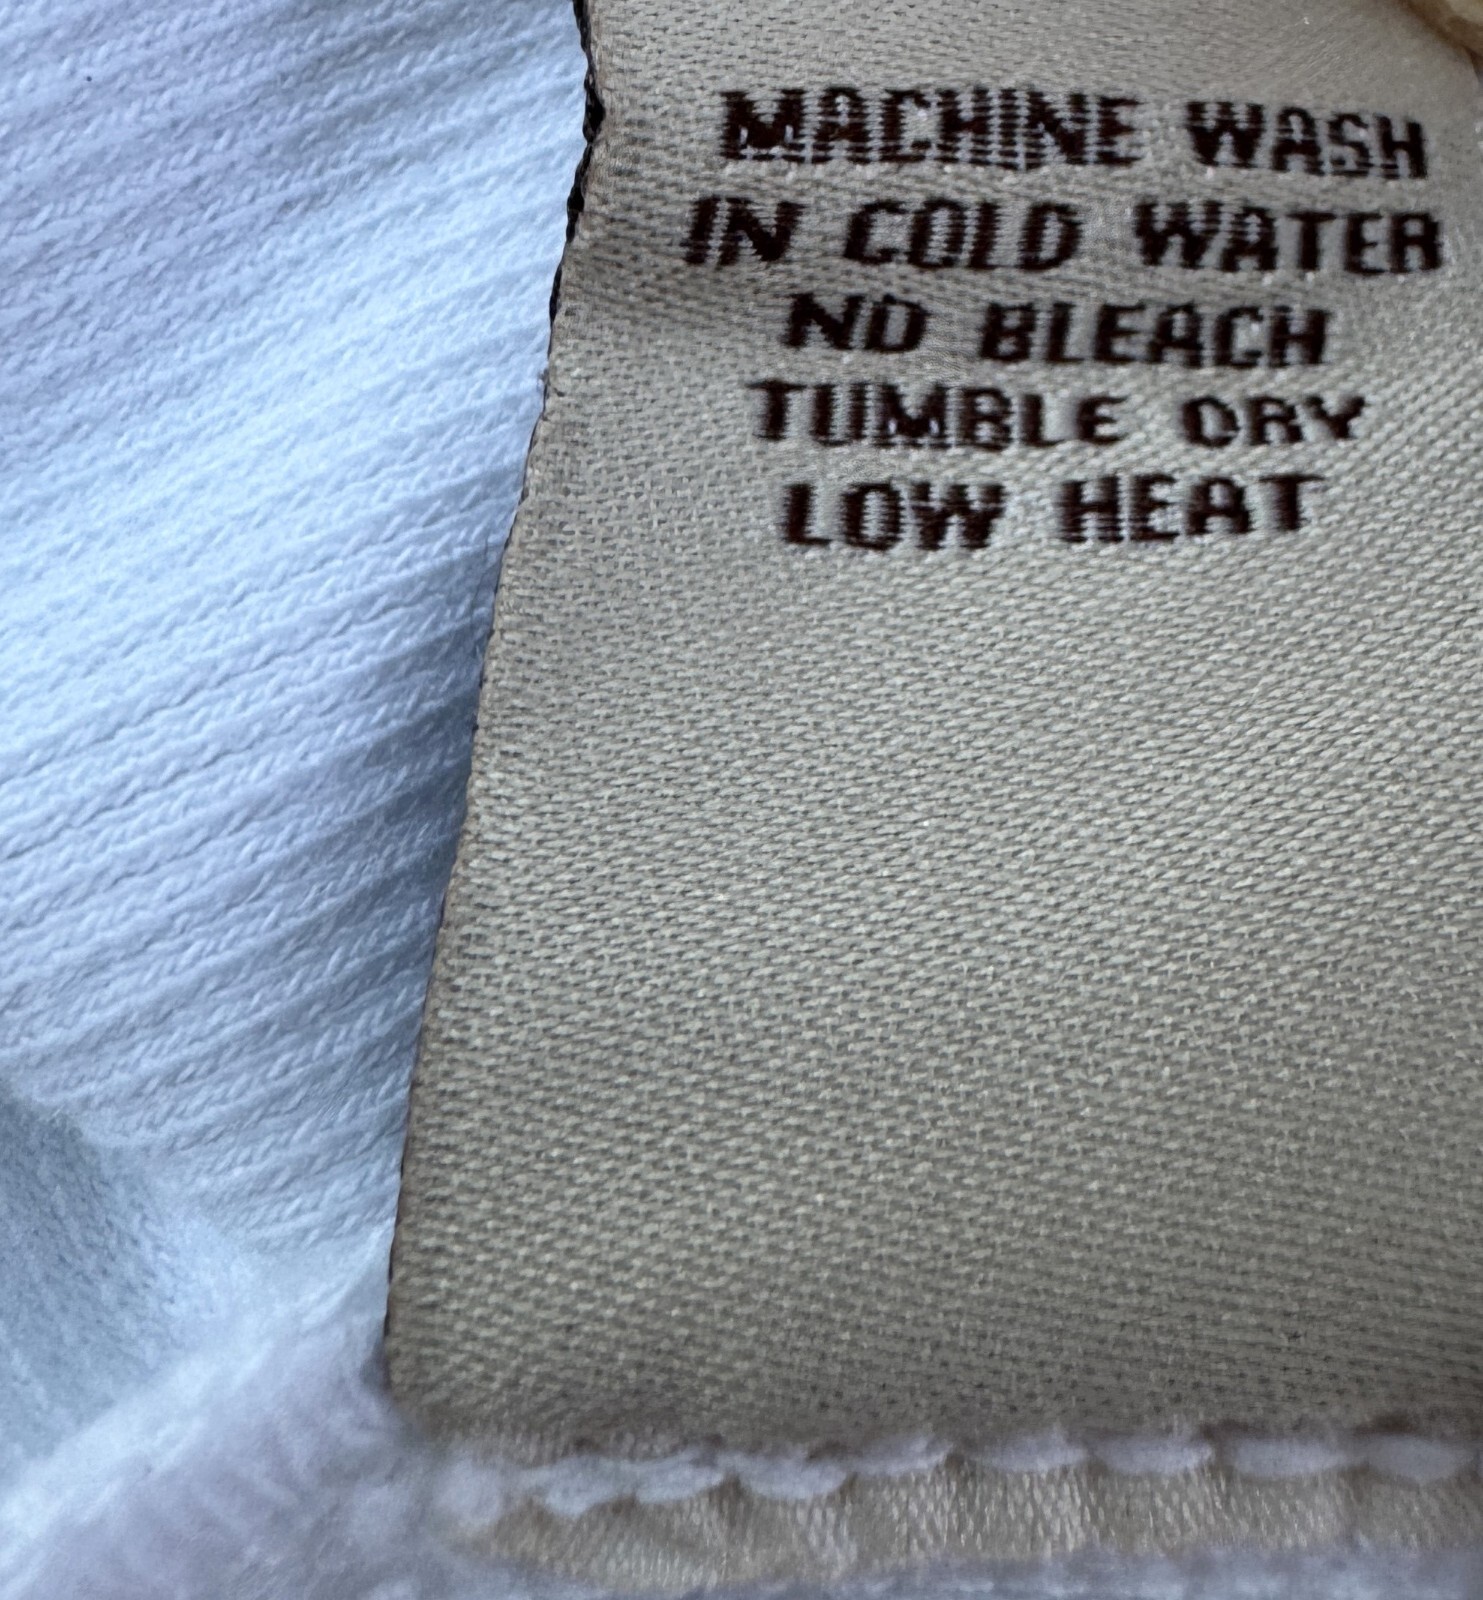 MACHINE WASH
IN COLD WATER
NO BLEACH
TUMBLE DRY
LOW HEAT